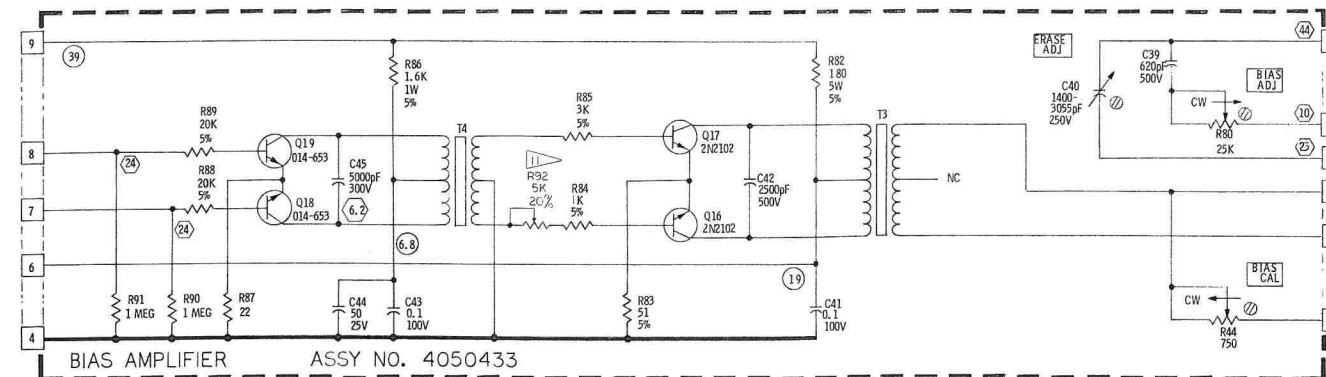 9
39
R86
1.6K
1W
5%
R82
180
5W
5%
ERASE
ADJ
C39
620pF
500V
44
C40
1400-
3055pF
250V
BIAS
ADJ
CW
R80
25K
10
25
R89
20K
5%
Q19
014-653
T4
R85
3K
5%
Q17
2N2102
T3
8
24
R88
20K
5%
C45
5000pF
300V
6.2
11
R92
5K
20%
R84
1K
5%
C42
2500pF
500V
NC
Q18
014-653
Q16
2N2102
7
24
6.8
6
19
BIAS
CAL
CW
R44
750
R91
1 MEG
R90
1 MEG
R87
22
C44
50
25V
C43
0.1
100V
R83
51
5%
C41
0.1
100V
4
BIAS AMPLIFIER ASSY NO. 4050433